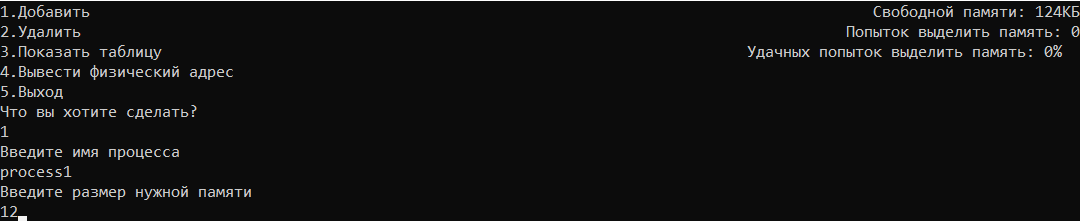 1.Добавить Свободной памяти: 124КБ
2.Удалить Попыток выделить память: 0
3.Показать таблицу Удачных попыток выделить память: 0%
4.Вывести физический адрес
5.Выход
Что вы хотите сделать?
1
Введите имя процесса
process1
Введите размер нужной памяти
12